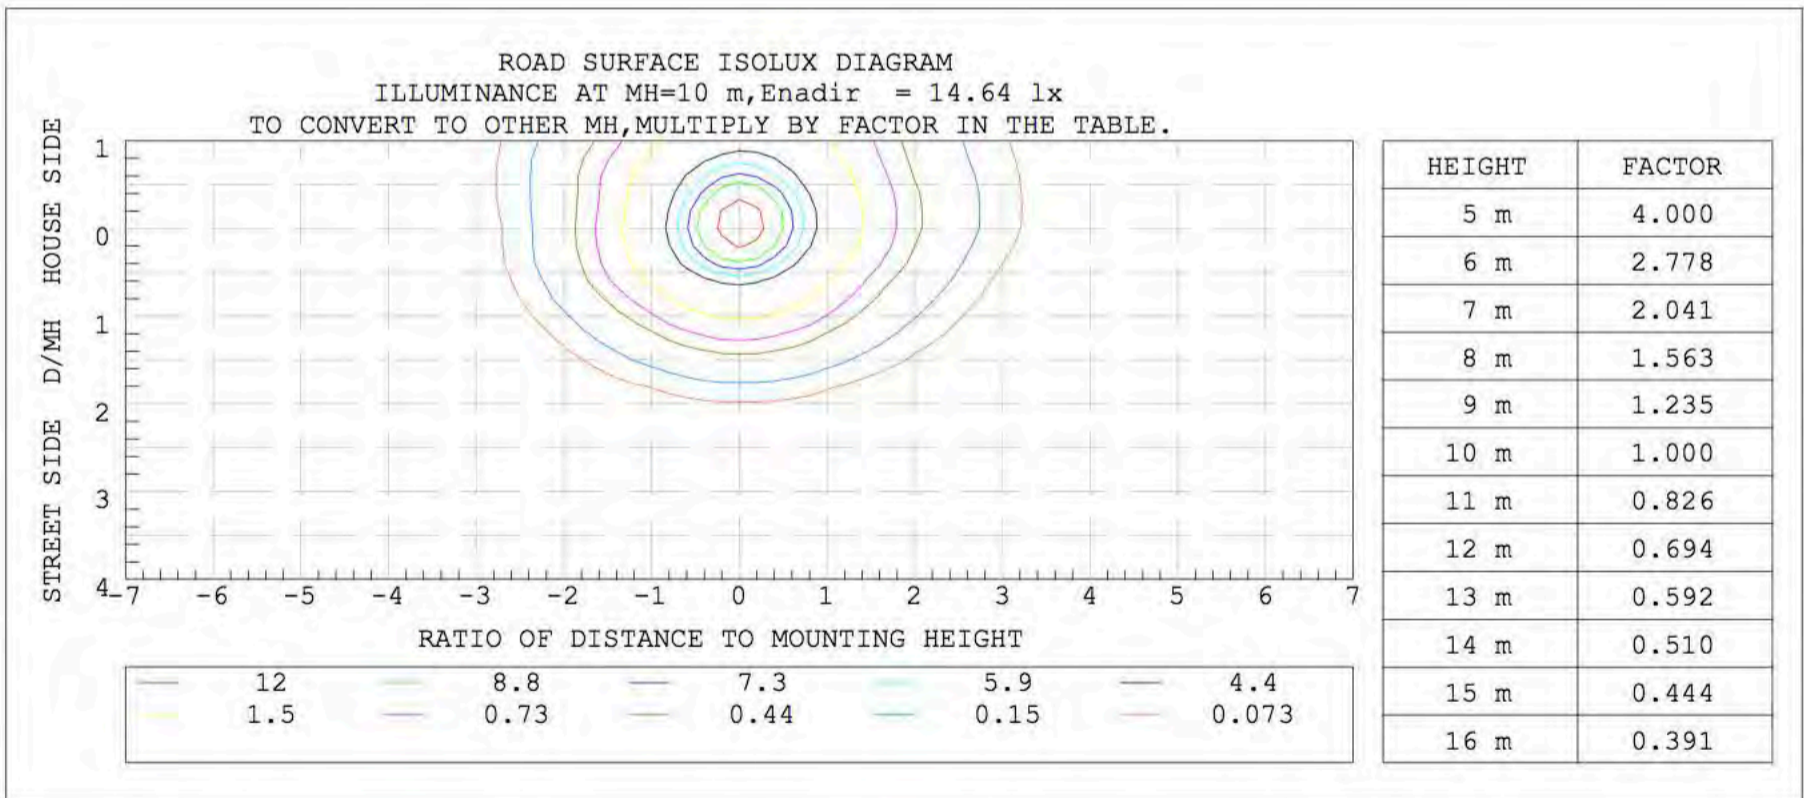 ROAD SURFACE ISOLUX DIAGRAM
ILLUMINANCE AT MH=10 m,Enadir = 14.64 lx
TO CONVERT TO OTHER MH,MULTIPLY BY FACTOR IN THE TABLE.
STREET SIDE D/MH HOUSE SIDE
1
0
1
2
3
4
-7 -6 -5 -4 -3 -2 -1 0 1 2 3 4 5 6 7
RATIO OF DISTANCE TO MOUNTING HEIGHT
12 8.8 7.3 5.9 4.4
1.5 0.73 0.44 0.15 0.073
HEIGHT FACTOR
5 m 4.000
6 m 2.778
7 m 2.041
8 m 1.563
9 m 1.235
10 m 1.000
11 m 0.826
12 m 0.694
13 m 0.592
14 m 0.510
15 m 0.444
16 m 0.391